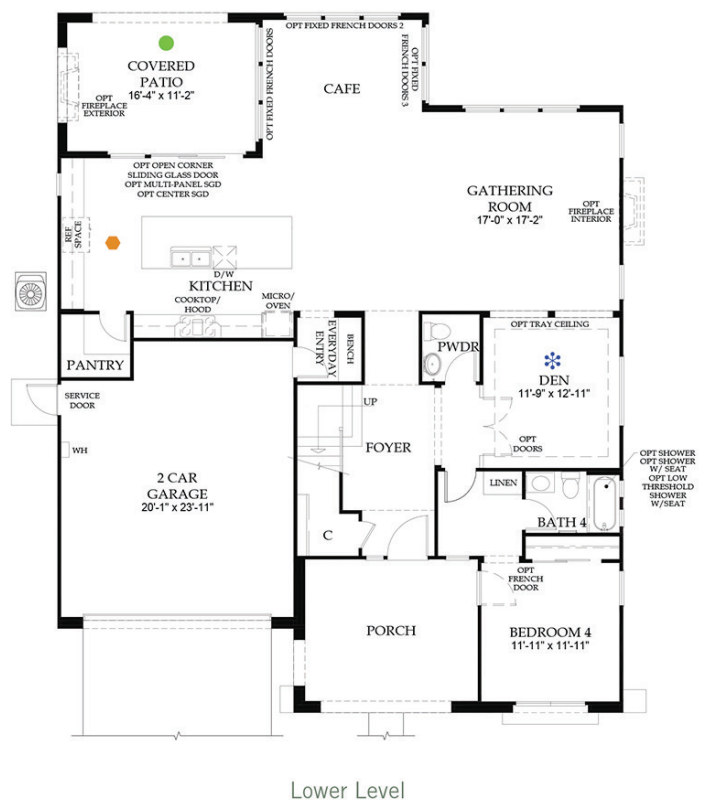 OPT FIXED FRENCH DOORS 2
OPT FIXED FRENCH DOORS
OPT FIXED
FRENCH DOORS 3
COVERED
PATIO
16'-4" x 11'-2"
OPT
FIREPLACE
EXTERIOR
CAFE
OPT OPEN CORNER
SLIDING GLASS DOOR
OPT MULTI-PANEL SGD
OPT CENTER SGD
GATHERING
ROOM
17'-0" x 17'-2"
OPT
FIREPLACE
INTERIOR
REF
SPACE
D/W
KITCHEN
COOKTOP/
HOOD
MICRO/
OVEN
PANTRY
EVERYDAY
ENTRY
BENCH
PWDR
OPT TRAY CEILING
DEN
11'-9" x 12'-11"
SERVICE
DOOR
UP
FOYER
OPT
DOORS
WH
2 CAR
GARAGE
20'-1" x 23'-11"
OPT SHOWER
OPT SHOWER
W/ SEAT
OPT LOW
THRESHOLD
SHOWER
W/SEAT
LINEN
BATH 4
C
OPT
FRENCH
DOOR
PORCH
BEDROOM 4
11'-11" x 11'-11"
Lower Level